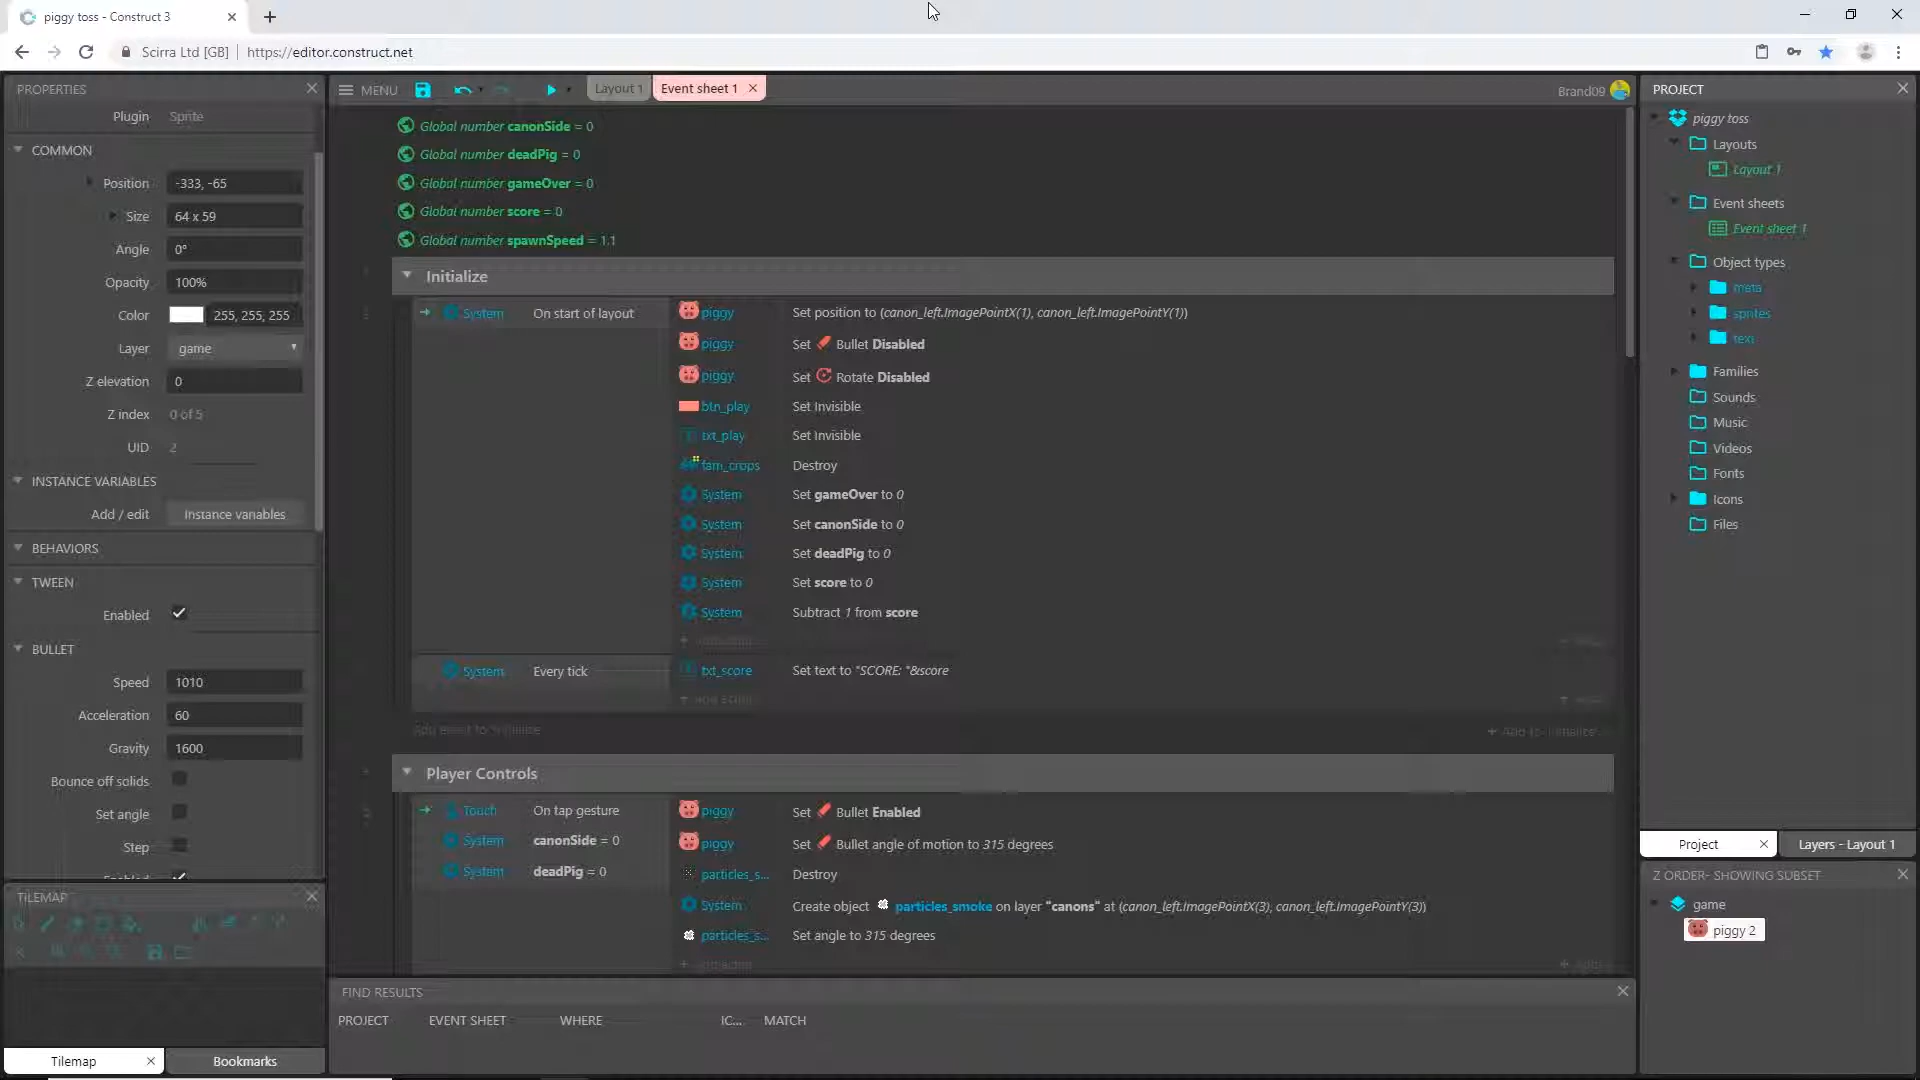 piggy toss - Construct 3
Scirra Ltd [GB] | https://editor.construct.net
PROPERTIES
Plugin Sprite
COMMON
Position -333, -65
Size 64 x 59
Angle 0°
Opacity 100%
Color 255, 255, 255
Layer game
Z elevation 0
Z index 0 of 5
UID 2
INSTANCE VARIABLES
Add / edit Instance variables
BEHAVIORS
TWEEN
Enabled
BULLET
Speed 1010
Acceleration 60
Gravity 1600
Bounce off solids
Set angle
Step
Enabled
TILEMAP
Tilemap
Bookmarks
MENU
Layout 1
Event sheet 1
Brand09
Global number canonSide = 0
Global number deadPig = 0
Global number gameOver = 0
Global number score = 0
Global number spawnSpeed = 1.1
Initialize
System On start of layout piggy Set position to (canon_left.ImagePointX(1), canon_left.ImagePointY(1))
piggy Set Bullet Disabled
piggy Set Rotate Disabled
btn_play Set Invisible
txt_play Set Invisible
fam_crops Destroy
System Set gameOver to 0
System Set canonSide to 0
System Set deadPig to 0
System Set score to 0
System Subtract 1 from score
System Every tick txt_score Set text to "SCORE: "&score
Add event to 'Initialize'
+ Add to 'Initialize'
Player Controls
Touch On tap gesture piggy Set Bullet Enabled
System canonSide = 0 piggy Set Bullet angle of motion to 315 degrees
System deadPig = 0 particles_s... Destroy
System Create object particles_smoke on layer "canons" at (canon_left.ImagePointX(3), canon_left.ImagePointY(3))
particles_s... Set angle to 315 degrees
FIND RESULTS
PROJECT EVENT SHEET WHERE IC... MATCH
PROJECT
piggy toss
Layouts
Layout 1
Event sheets
Event sheet 1
Object types
meta
sprites
text
Families
Sounds
Music
Videos
Fonts
Icons
Files
Project
Layers - Layout 1
Z ORDER- SHOWING SUBSET
game
piggy 2